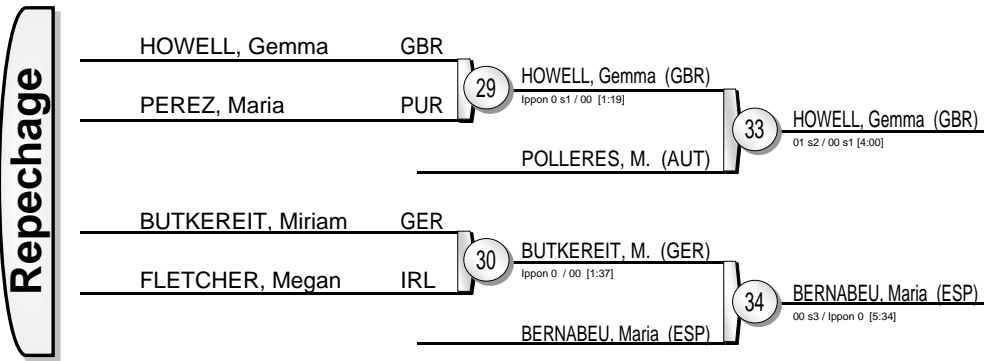 Repechage
HOWELL, Gemma GBR
PEREZ, Maria PUR
29
HOWELL, Gemma (GBR)
Ippon 0 s1 / 00 [1:19]
POLLERES, M. (AUT)
33
HOWELL, Gemma (GBR)
01 s2 / 00 s1 [4:00]
BUTKEREIT, Miriam GER
FLETCHER, Megan IRL
30
BUTKEREIT, M. (GER)
Ippon 0 / 00 [1:37]
BERNABEU, Maria (ESP)
34
BERNABEU, Maria (ESP)
00 s3 / Ippon 0 [5:34]